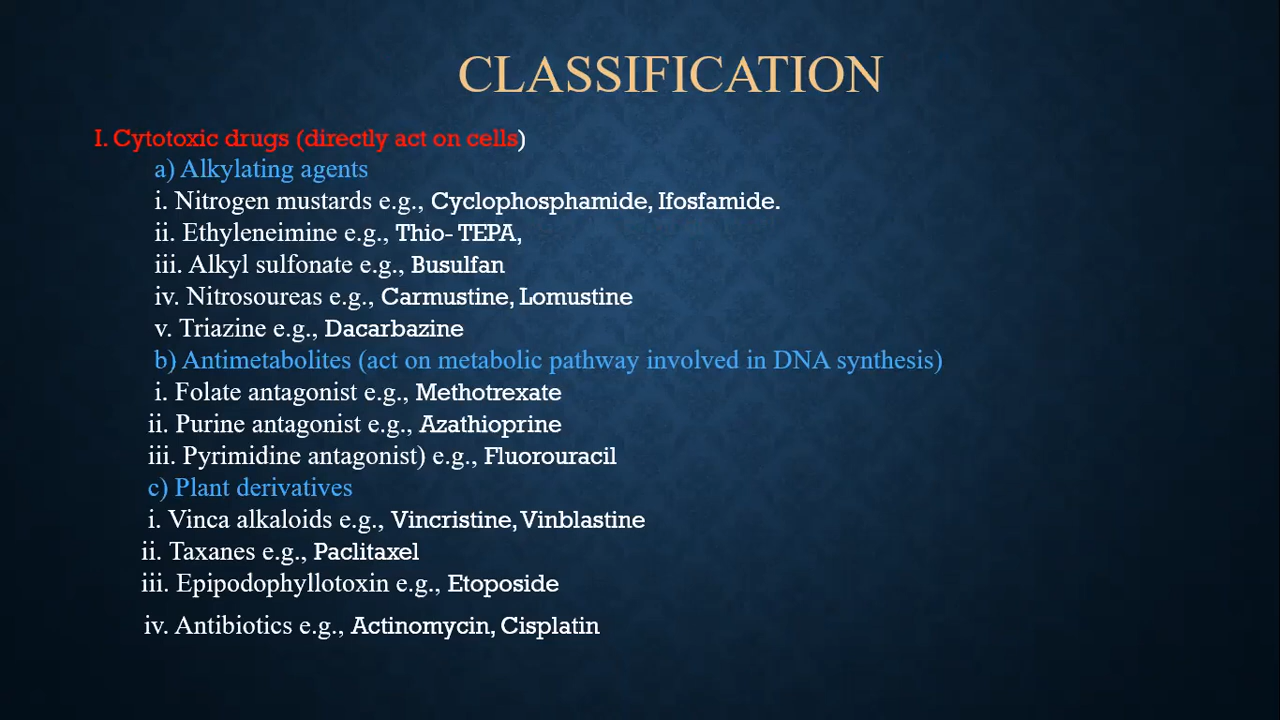 CLASSIFICATION
I. Cytotoxic drugs (directly act on cells)
a) Alkylating agents
i. Nitrogen mustards e.g., Cyclophosphamide, Ifosfamide.
ii. Ethyleneimine e.g., Thio- TEPA,
iii. Alkyl sulfonate e.g., Busulfan
iv. Nitrosoureas e.g., Carmustine, Lomustine
v. Triazine e.g., Dacarbazine
b) Antimetabolites (act on metabolic pathway involved in DNA synthesis)
i. Folate antagonist e.g., Methotrexate
ii. Purine antagonist e.g., Azathioprine
iii. Pyrimidine antagonist) e.g., Fluorouracil
c) Plant derivatives
i. Vinca alkaloids e.g., Vincristine, Vinblastine
ii. Taxanes e.g., Paclitaxel
iii. Epipodophyllotoxin e.g., Etoposide
iv. Antibiotics e.g., Actinomycin, Cisplatin